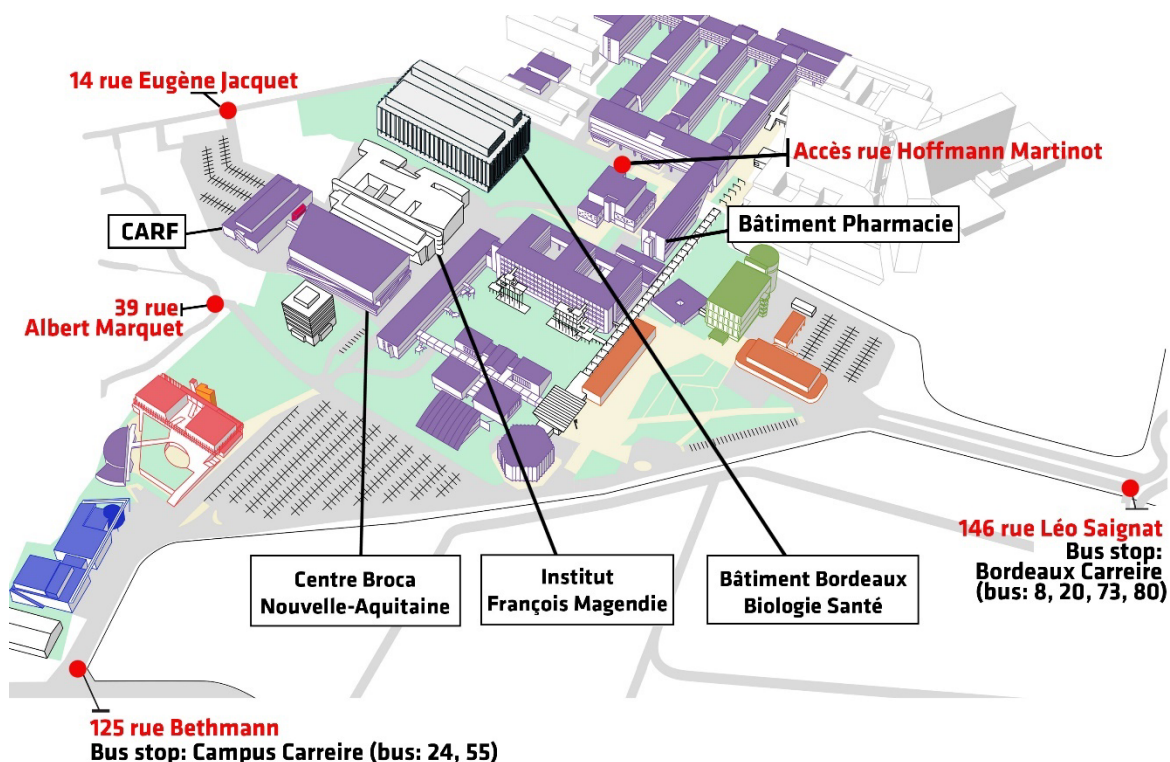 14 rue Eugène Jacquet
Accès rue Hoffmann Martinot
CARF
Bâtiment Pharmacie
39 rue
Albert Marquet
Centre Broca
Nouvelle-Aquitaine
Institut
François Magendie
Bâtiment Bordeaux
Biologie Santé
146 rue Léo Saignat
Bus stop:
Bordeaux Carreire
(bus: 8, 20, 73, 80)
125 rue Bethmann
Bus stop: Campus Carreire (bus: 24, 55)